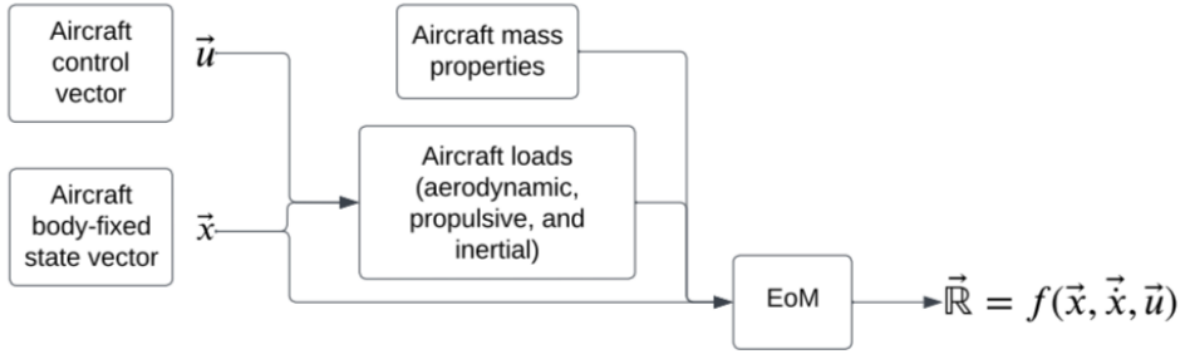 Aircraft
control
vector
u⃗
Aircraft mass
properties
Aircraft loads
(aerodynamic,
propulsive, and
inertial)
Aircraft
body-fixed
state vector
x⃗
EoM
ℝ⃗ = f(x⃗, ẋ⃗, u⃗)